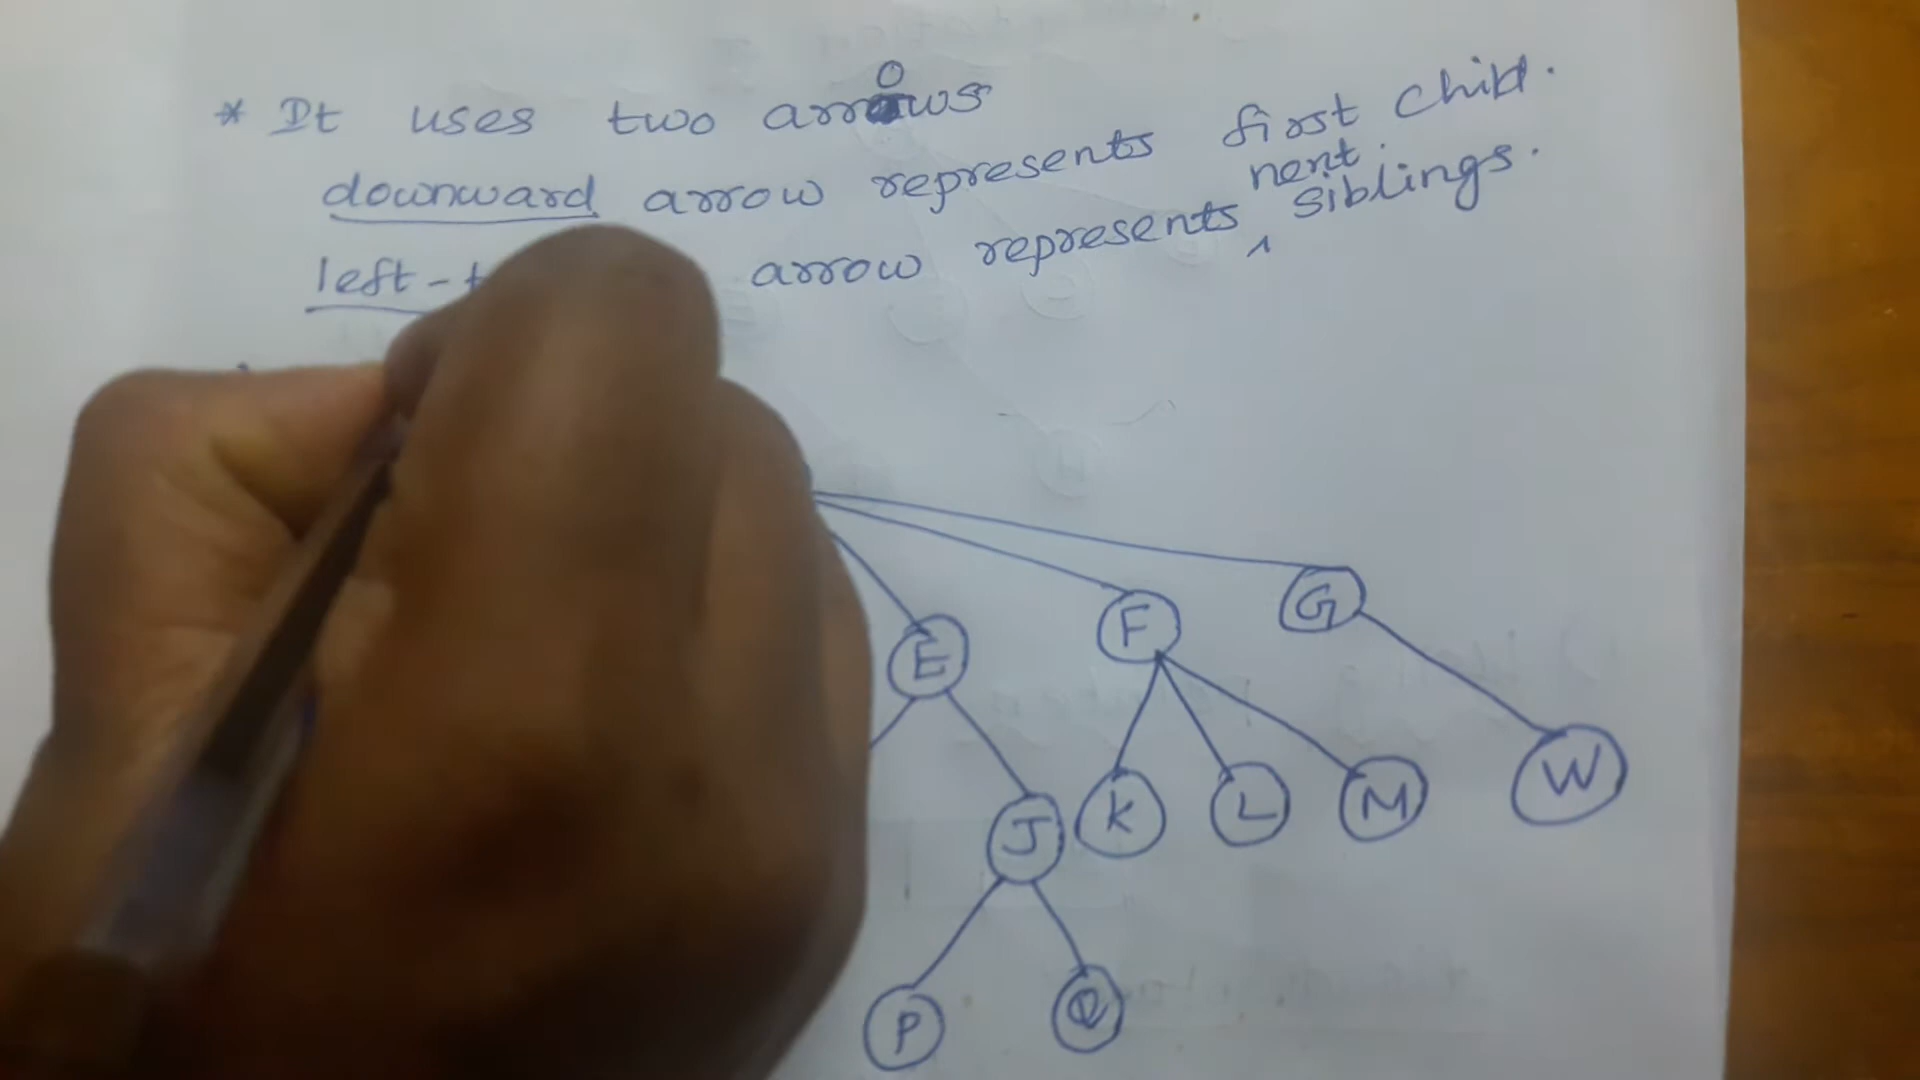 * It uses two arrows
downward arrow represents first child.
next
left-t arrow represents ^ siblings.
G
F
E
W
J K L M
P Q